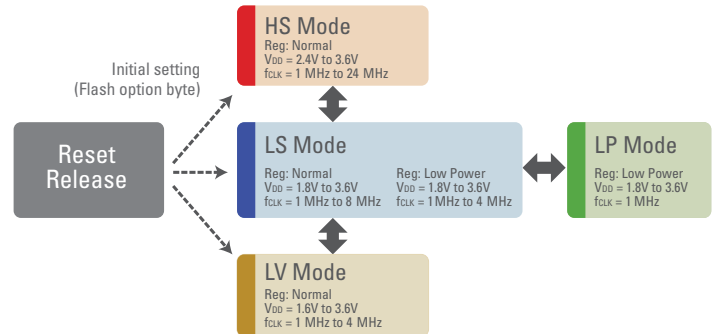 HS Mode
Reg: Normal
VDD = 2.4V to 3.6V
fCLK = 1 MHz to 24 MHz
Initial setting
(Flash option byte)
Reset
Release
LS Mode
Reg: Normal
VDD = 1.8V to 3.6V
fCLK = 1 MHz to 8 MHz
Reg: Low Power
VDD = 1.8V to 3.6V
fCLK = 1MHz to 4 MHz
LP Mode
Reg: Low Power
VDD = 1.8V to 3.6V
fCLK = 1 MHz
LV Mode
Reg: Normal
VDD = 1.6V to 3.6V
fCLK = 1 MHz to 4 MHz